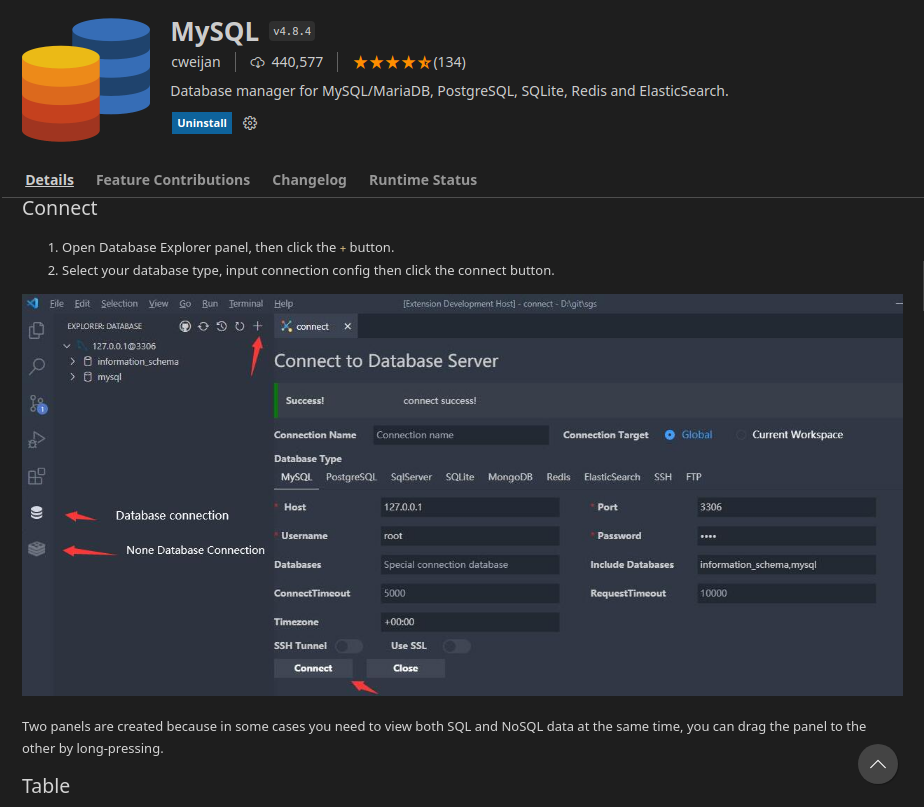 MySQL v4.8.4
cweijan 440,577 (134)
Database manager for MySQL/MariaDB, PostgreSQL, SQLite, Redis and ElasticSearch.
Uninstall
Details Feature Contributions Changelog Runtime Status
Connect
1. Open Database Explorer panel, then click the + button.
2. Select your database type, input connection config then click the connect button.
File Edit Selection View Go Run Terminal Help [Extension Development Host] - connect - D:\git\sgs
EXPLORER: DATABASE
connect
127.0.0.1@3306
information_schema
mysql
1
Database connection
None Database Connection
Connect to Database Server
Success! connect success!
Connection Name Connection name Connection Target Global Current Workspace
Database Type
MySQL PostgreSQL SqlServer SQLite MongoDB Redis ElasticSearch SSH FTP
* Host 127.0.0.1 * Port 3306
* Username root * Password ••••
Databases Special connection database Include Databases information_schema,mysql
ConnectTimeout 5000 RequestTimeout 10000
Timezone +00:00
SSH Tunnel Use SSL
Connect Close
Two panels are created because in some cases you need to view both SQL and NoSQL data at the same time, you can drag the panel to the
other by long-pressing.
Table